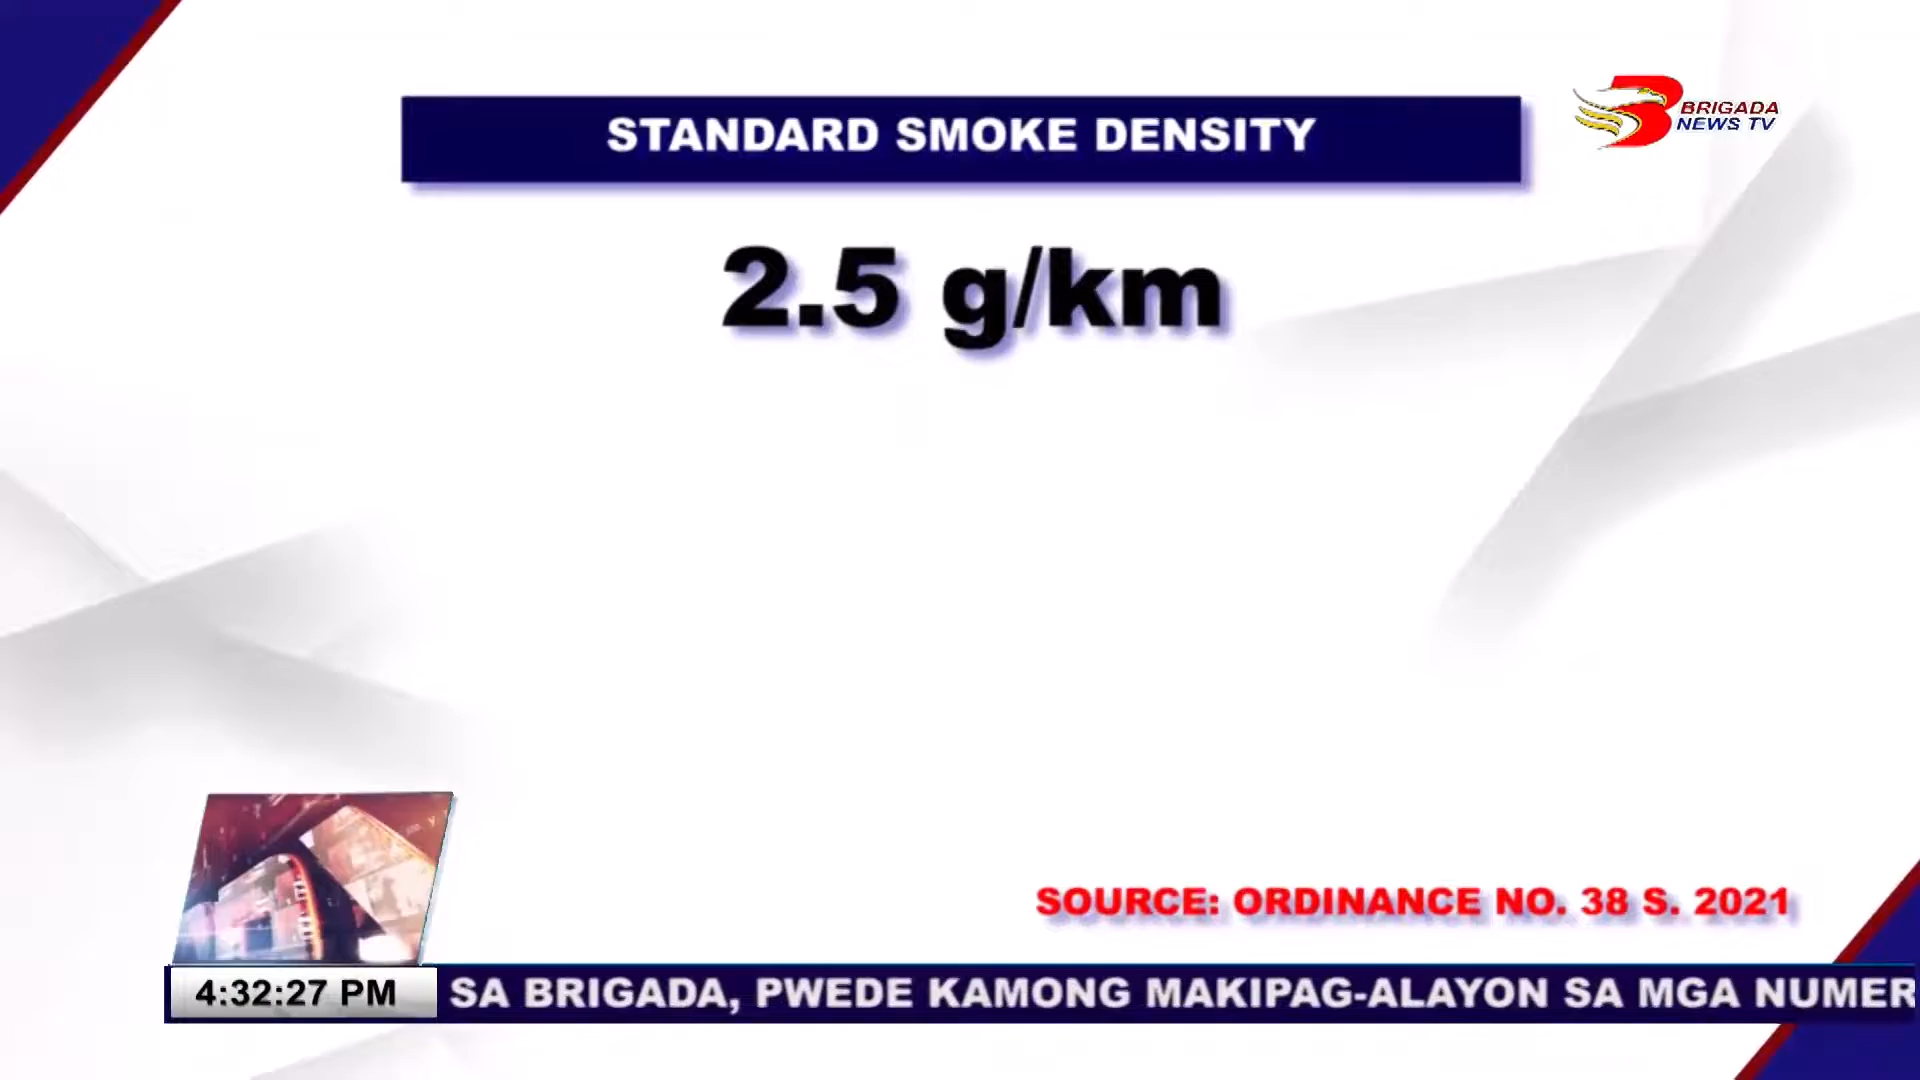 STANDARD SMOKE DENSITY
BRIGADA
NEWS TV
2.5 g/km
SOURCE: ORDINANCE NO. 38 S. 2021
4:32:27 PM
SA BRIGADA, PWEDE KAMONG MAKIPAG-ALAYON SA MGA NUMER